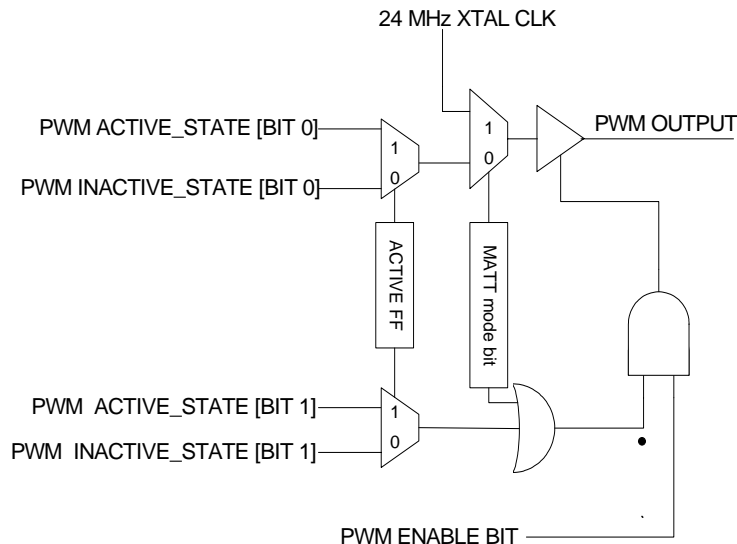 24 MHz XTAL CLK
PWM ACTIVE_STATE [BIT 0]
PWM OUTPUT
1
0
1
0
PWM INACTIVE_STATE [BIT 0]
ACTIVE FF
MATT mode bit
PWM ACTIVE_STATE [BIT 1]
1
0
PWM INACTIVE_STATE [BIT 1]
PWM ENABLE BIT